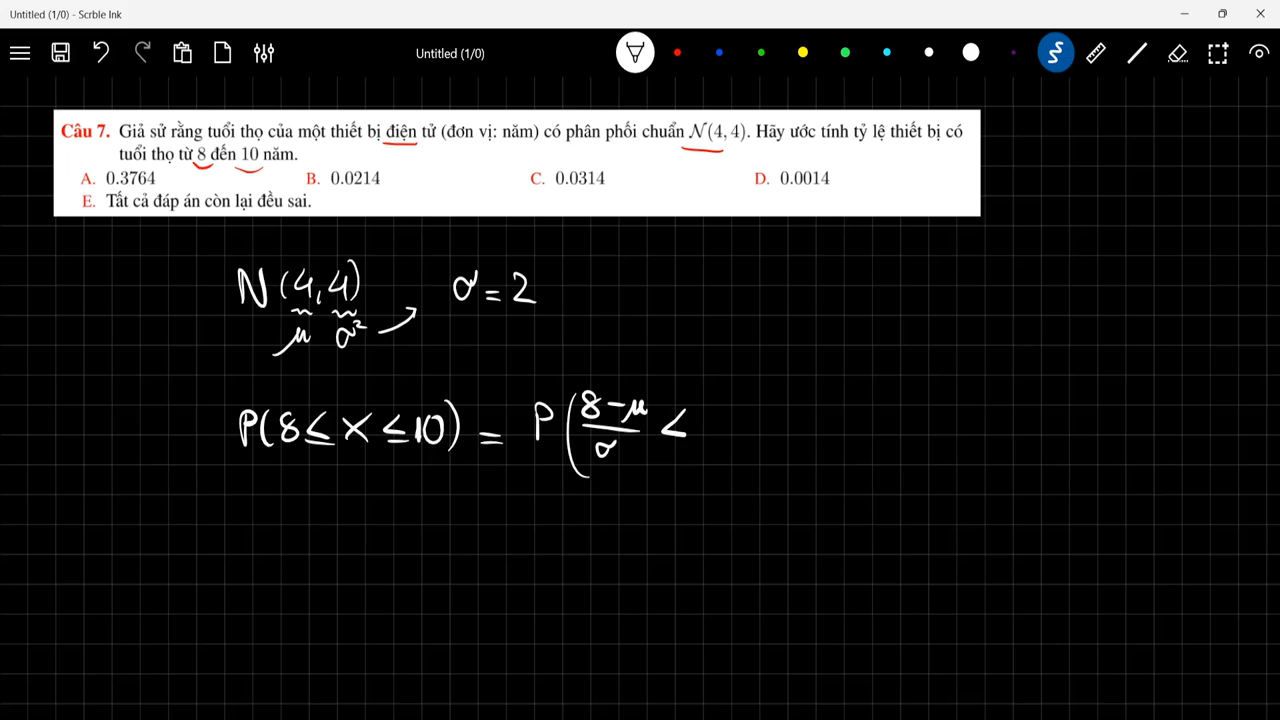 Untitled (1/0) - Scrble Ink
Untitled (1/0)
Câu 7. Giả sử rằng tuổi thọ của một thiết bị điện tử (đơn vị: năm) có phân phối chuẩn N(4, 4). Hãy ước tính tỷ lệ thiết bị có
tuổi thọ từ 8 đến 10 năm.
A. 0.3764 B. 0.0214 C. 0.0314 D. 0.0014
E. Tất cả đáp án còn lại đều sai.
N(4,4) σ = 2
μ σ²
P(8 ≤ X ≤ 10) = P( (8-μ)/σ <